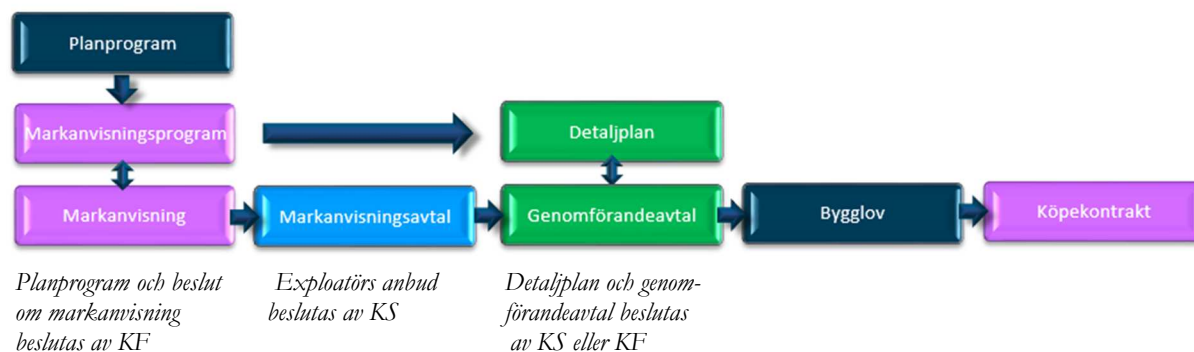 Planprogram
Markanvisningsprogram
Detaljplan
Markanvisning
Markanvisningsavtal
Genomförandeavtal
Bygglov
Köpekontrakt
Planprogram och beslut
om markanvisning
beslutas av KF
Exploatörs anbud
beslutas av KS
Detaljplan och genom-
förandeavtal beslutas
av KS eller KF